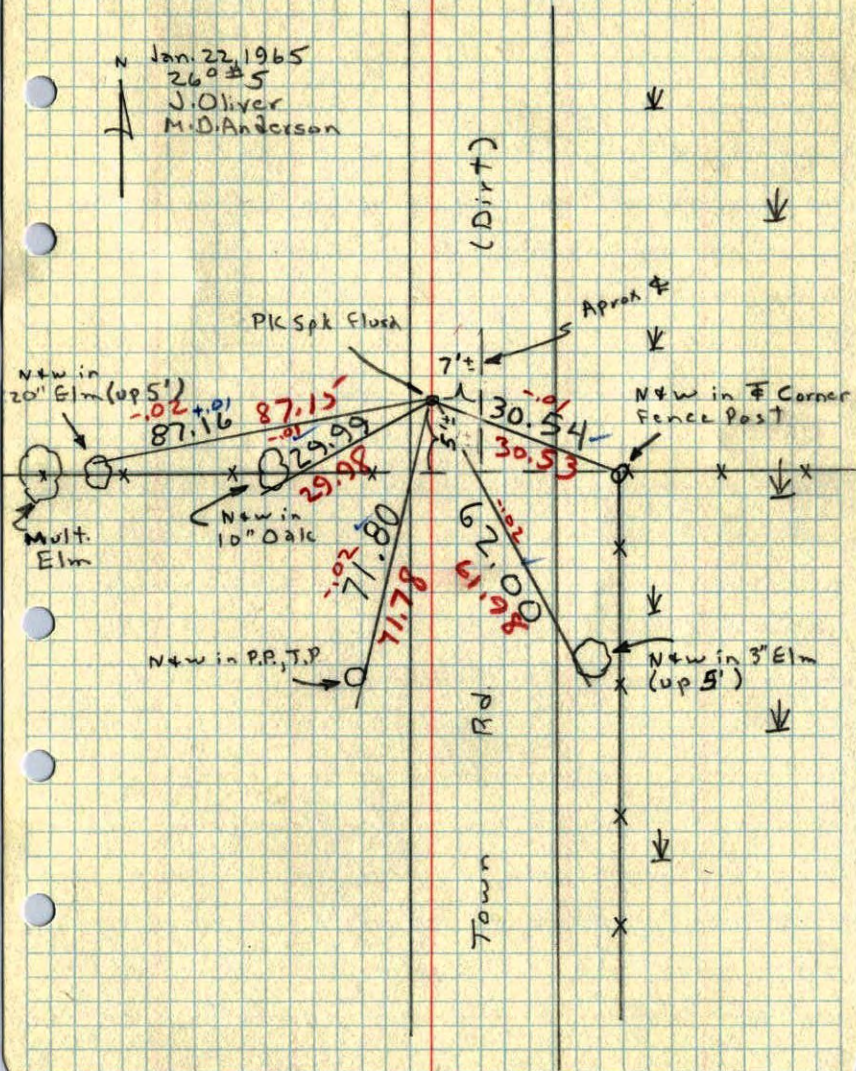 N
Jan. 22, 1965
26° #5
J. Oliver
M.D. Anderson
(Dirt)
Aprox ℄
PK Spk Flush
7'±
5'±
N&W in
20" Elm (up 5')
-.02 +.01
87.16
87.15
-.01
29.99
29.98
-.01
30.54
30.53
N&W in
Corner
Fence Post
Mult.
Elm
N&W in
10" Oak
-.02
71.80
71.78
-.02
62.00
61.98
N&W in P.P., T.P
N&W in 3" Elm
(up 5')
Town Rd